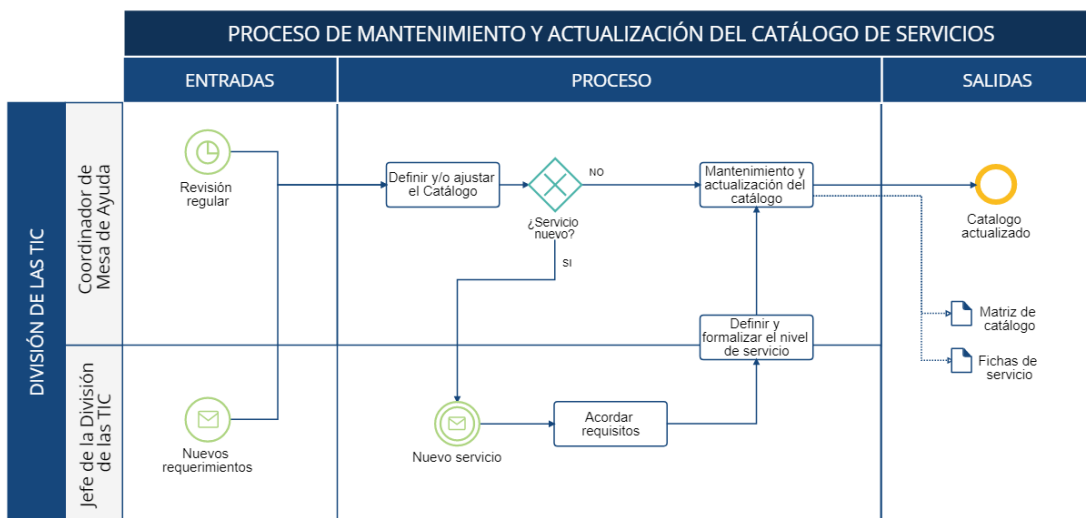 PROCESO DE MANTENIMIENTO Y ACTUALIZACIÓN DEL CATÁLOGO DE SERVICIOS
ENTRADAS
PROCESO
SALIDAS
DIVISIÓN DE LAS TIC
Coordinador de
Mesa de Ayuda
Revisión
regular
Definir y/o ajustar
el Catálogo
¿Servicio
nuevo?
NO
SI
Mantenimiento y
actualización del
catálogo
Catalogo
actualizado
Matriz de
catálogo
Fichas de
servicio
Definir y
formalizar el nivel
de servicio
Jefe de la División
de las TIC
Nuevos
requerimientos
Nuevo servicio
Acordar
requisitos